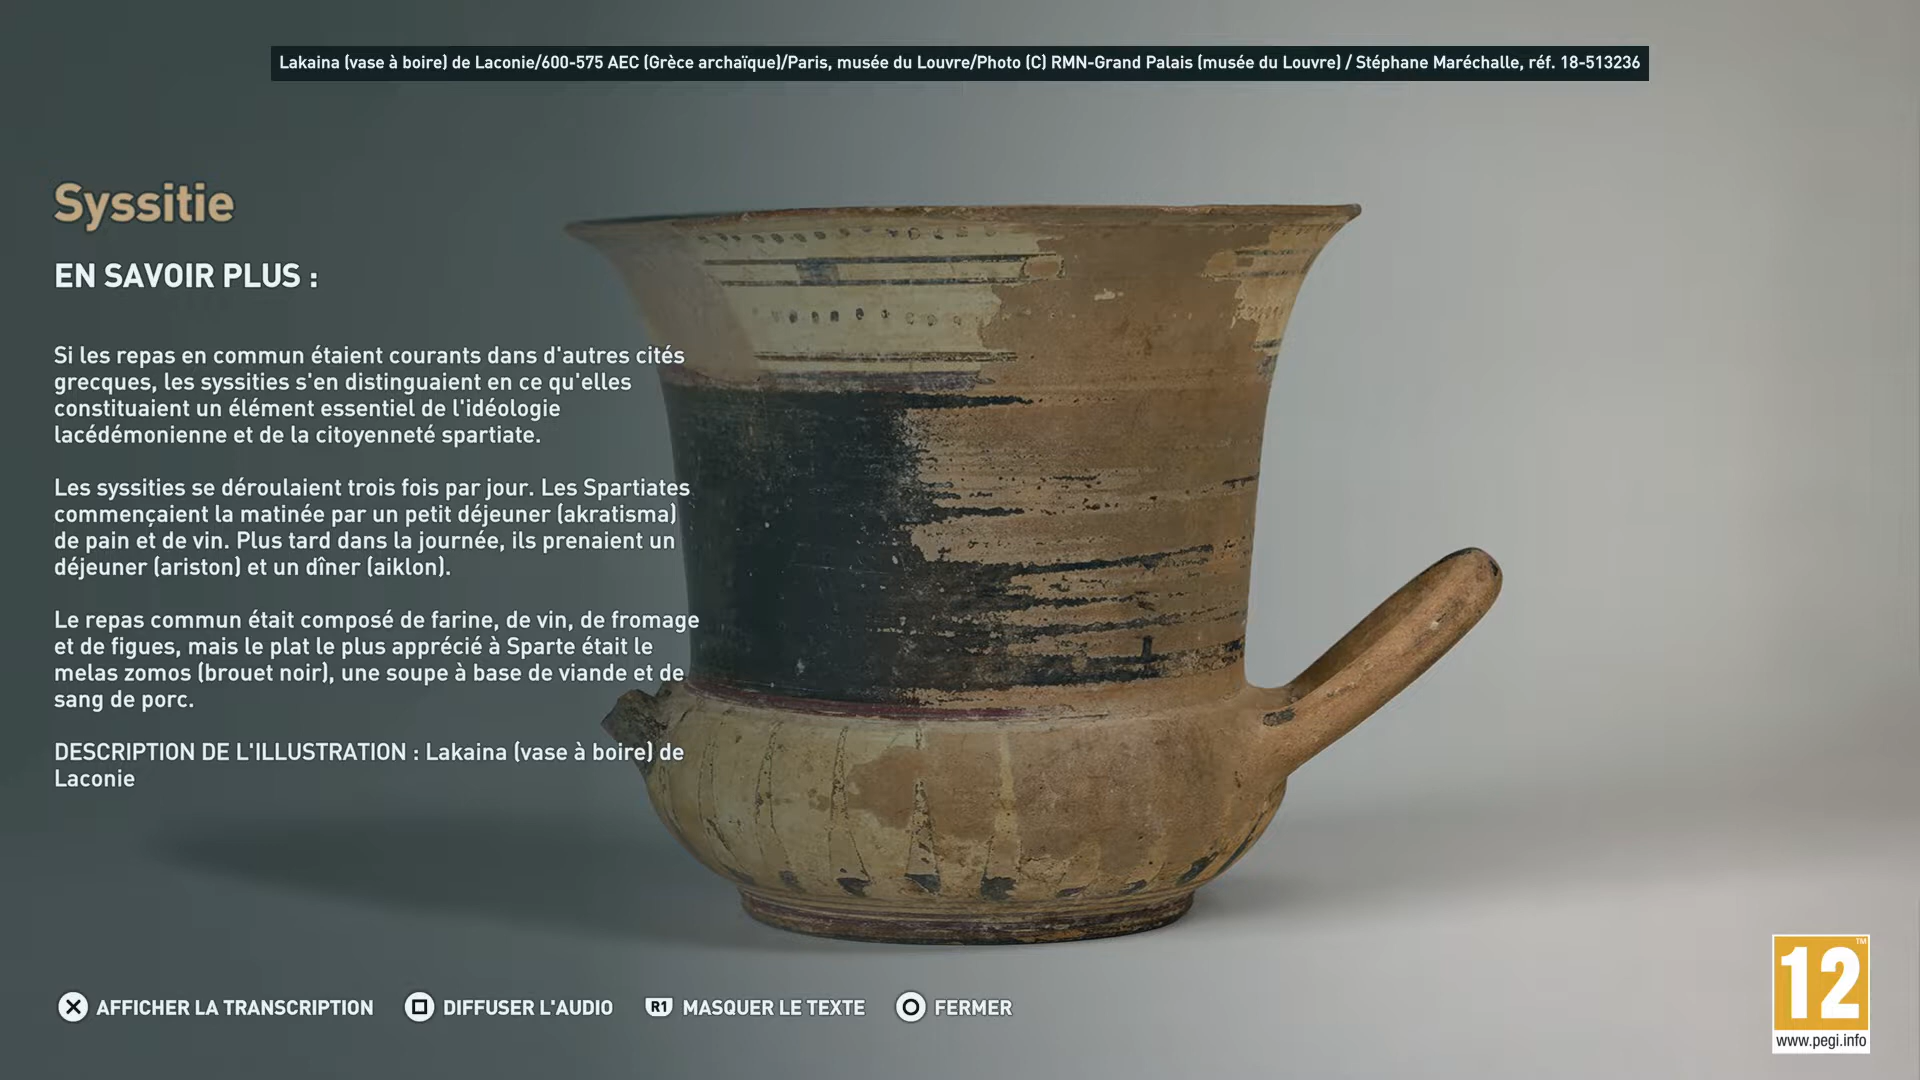 Lakaina (vase à boire) de Laconie/600-575 AEC (Grèce archaïque)/Paris, musée du Louvre/Photo (C) RMN-Grand Palais (musée du Louvre) / Stéphane Maréchalle, réf. 18-513236
Syssitie
EN SAVOIR PLUS :
Si les repas en commun étaient courants dans d'autres cités
grecques, les syssities s'en distinguaient en ce qu'elles
constituaient un élément essentiel de l'idéologie
lacédémonienne et de la citoyenneté spartiate.
Les syssities se déroulaient trois fois par jour. Les Spartiates
commençaient la matinée par un petit déjeuner (akratisma)
de pain et de vin. Plus tard dans la journée, ils prenaient un
déjeuner (ariston) et un dîner (aiklon).
Le repas commun était composé de farine, de vin, de fromage
et de figues, mais le plat le plus apprécié à Sparte était le
melas zomos (brouet noir), une soupe à base de viande et de
sang de porc.
DESCRIPTION DE L'ILLUSTRATION : Lakaina (vase à boire) de
Laconie
AFFICHER LA TRANSCRIPTION DIFFUSER L'AUDIO R1 MASQUER LE TEXTE FERMER
12 TM
www.pegi.info